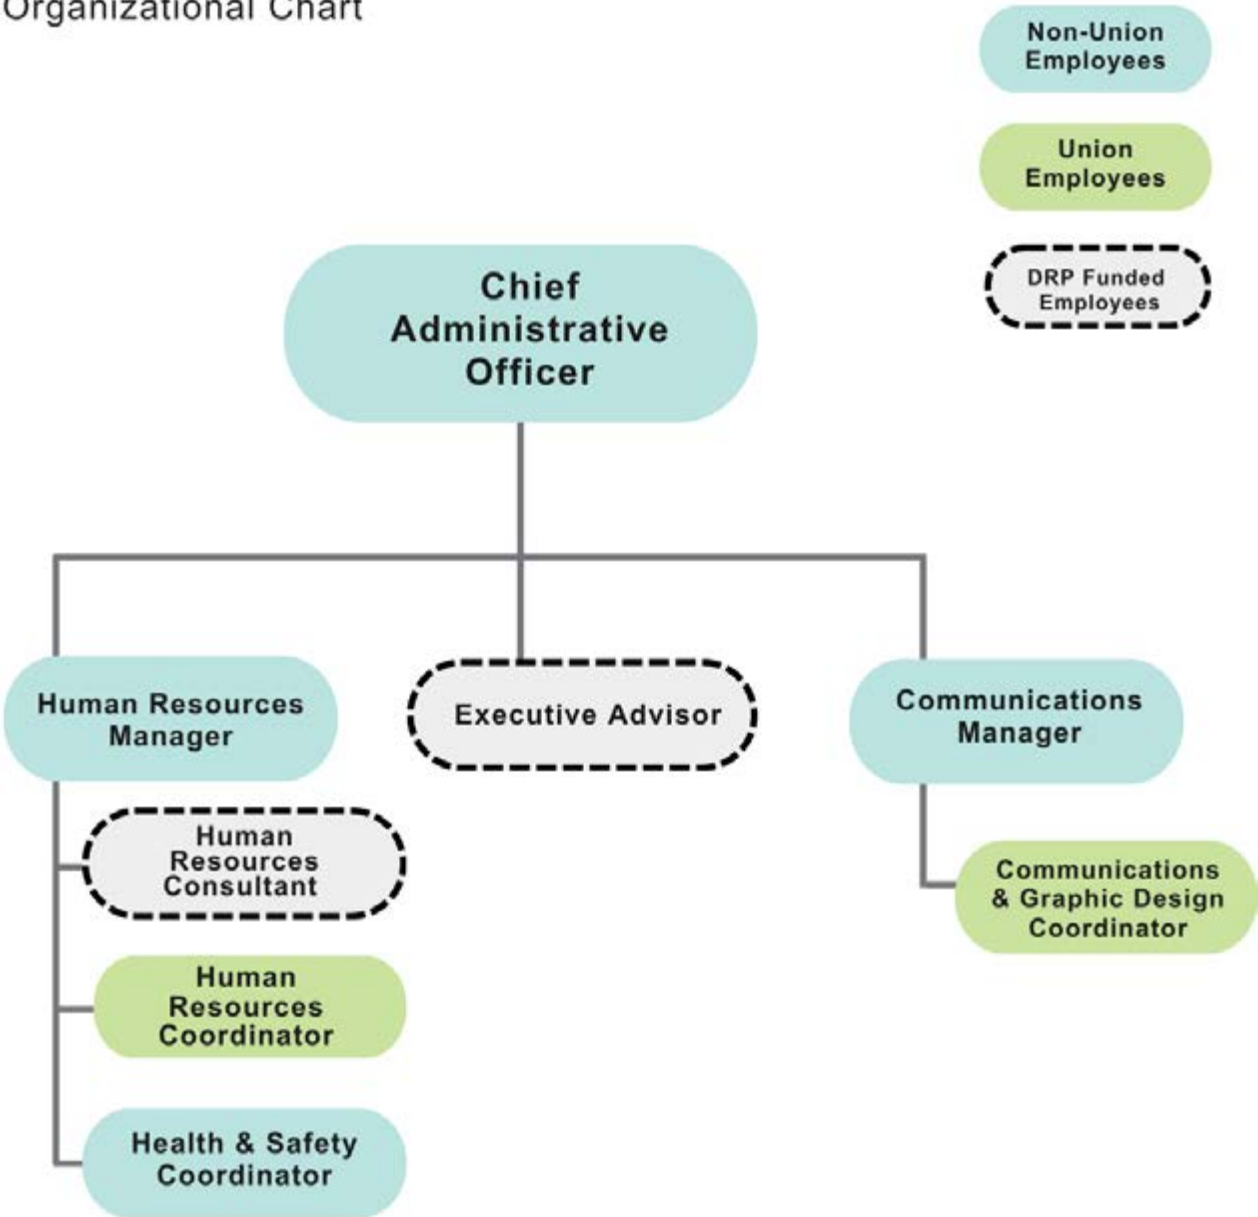 Organizational Chart
Non-Union
Employees
Union
Employees
DRP Funded
Employees
Chief
Administrative
Officer
Human Resources
Manager
Executive Advisor
Communications
Manager
Human
Resources
Consultant
Human
Resources
Coordinator
Health & Safety
Coordinator
Communications
& Graphic Design
Coordinator